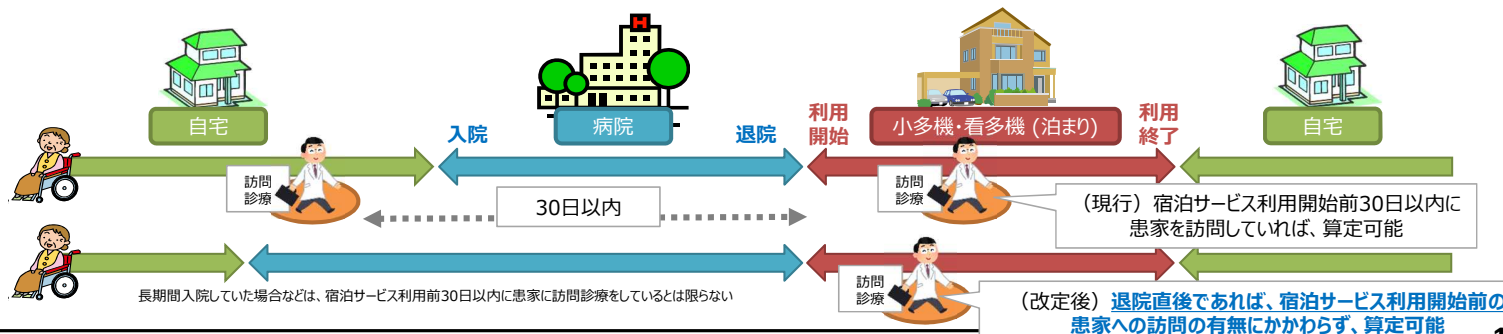 H
自宅
病院
小多機・看多機 (泊まり)
自宅
入院
退院
利用
開始
利用
終了
訪問
診療
30日以内
訪問
診療
（現行）宿泊サービス利用開始前30日以内に
患家を訪問していれば、算定可能
長期間入院していた場合などは、宿泊サービス利用前30日以内に患家に訪問診療をしているとは限らない
訪問
診療
（改定後）退院直後であれば、宿泊サービス利用開始前の
患家への訪問の有無にかかわらず、算定可能